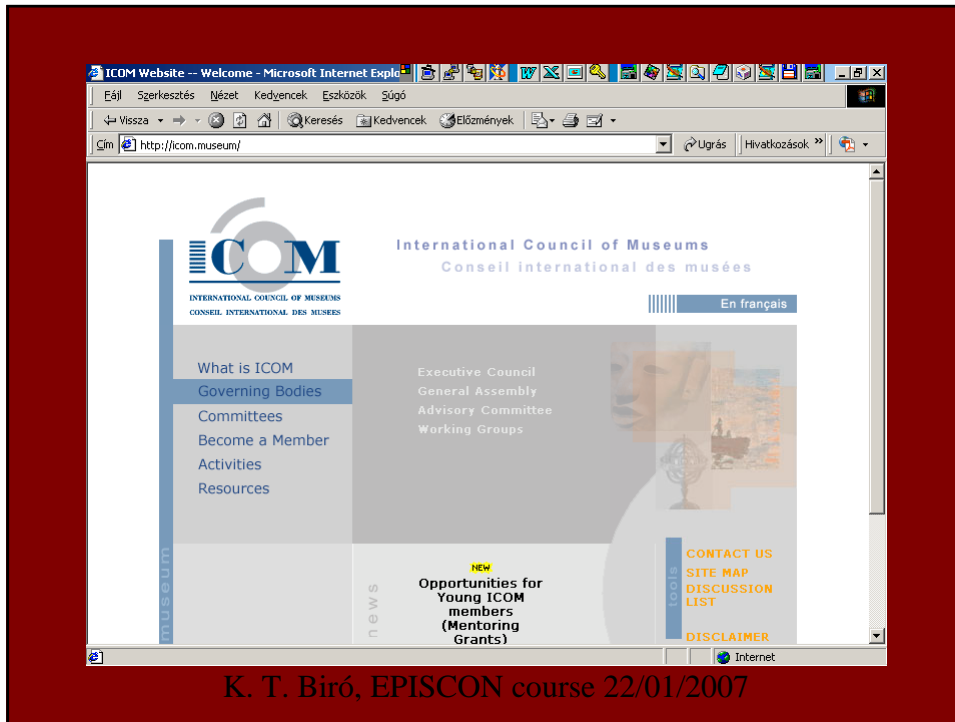 ICOM Website -- Welcome - Microsoft Internet Explo
Fájl Szerkesztés Nézet Kedvencek Eszközök Súgó
Vissza Keresés Kedvencek Előzmények
Cím http://icom.museum/ Ugrás Hivatkozások »
ICOM
INTERNATIONAL COUNCIL OF MUSEUMS
CONSEIL INTERNATIONAL DES MUSEES
International Council of Museums
Conseil international des musées
En français
What is ICOM
Governing Bodies
Committees
Become a Member
Activities
Resources
Executive Council
General Assembly
Advisory Committee
Working Groups
museum
news
NEW
Opportunities for
Young ICOM
members
(Mentoring
Grants)
tools
CONTACT US
SITE MAP
DISCUSSION
LIST
DISCLAIMER
Internet
K. T. Biró, EPISCON course 22/01/2007